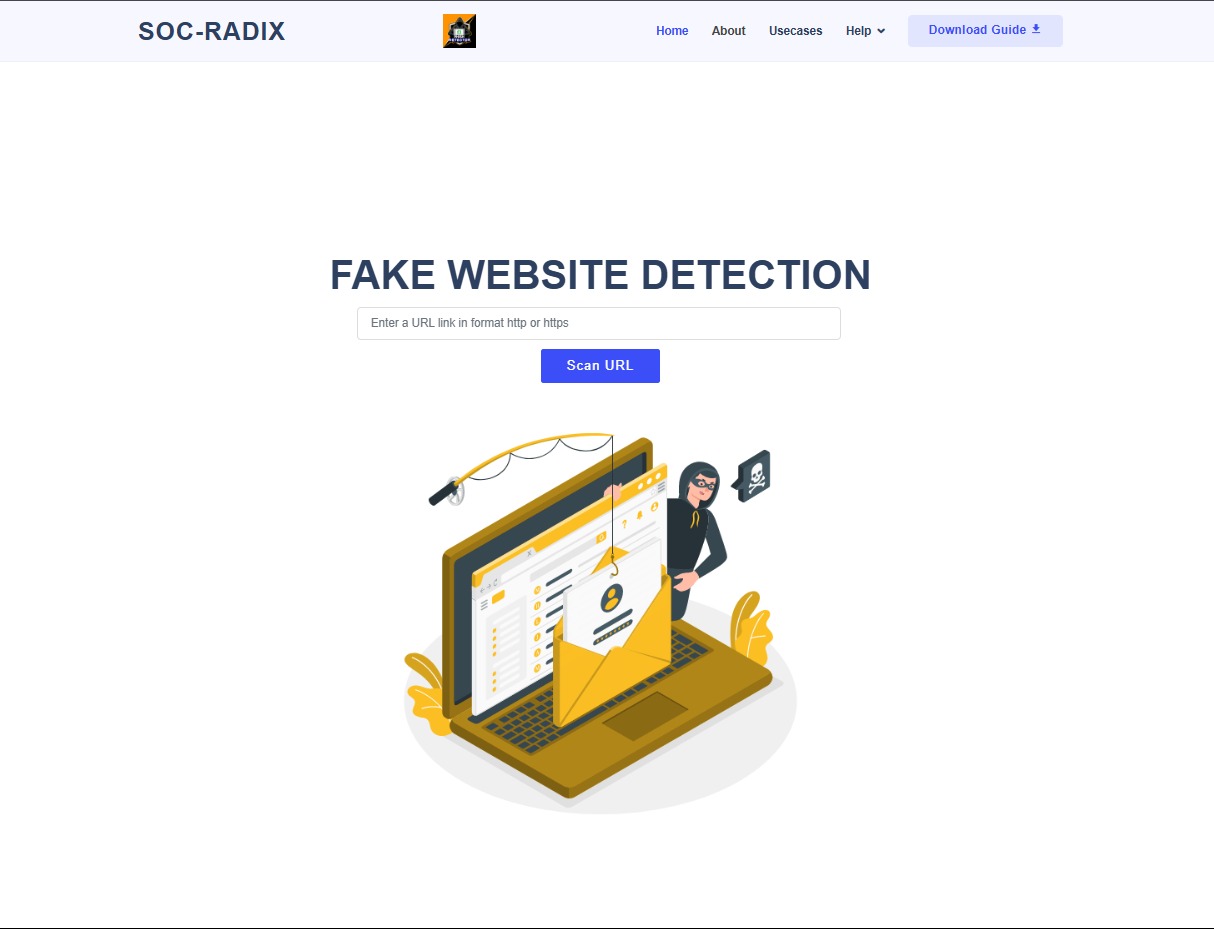 SOC-RADIX
Home
About
Usecases
Help
Download Guide
FAKE WEBSITE DETECTION
Enter a URL link in format http or https
Scan URL